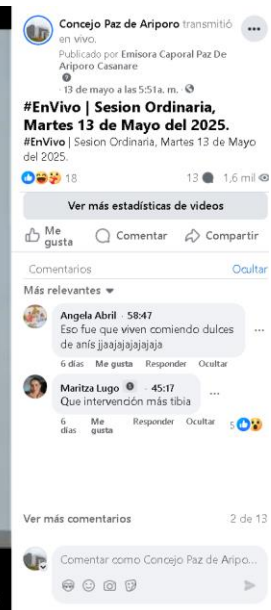 Concejo Paz de Ariporo transmitió
en vivo.
Publicado por Emisora Caporal Paz De
Ariporo Casanare
· 13 de mayo a las 5:51a. m. ·
#EnVivo | Sesion Ordinaria,
Martes 13 de Mayo del 2025.
#EnVivo | Sesion Ordinaria, Martes 13 de Mayo
del 2025.
18 13 1,6 mil
Ver más estadísticas de videos
Me gusta Comentar Compartir
Comentarios Ocultar
Más relevantes
Angela Abril · 58:47
Eso fue que viven comiendo dulces
de anís jjaajajajajajaja
6 días Me gusta Responder Ocultar
Maritza Lugo · 45:17
Que intervención más tibia
6 días Me gusta Responder Ocultar 5
Ver más comentarios 2 de 13
Comentar como Concejo Paz de Aripo...